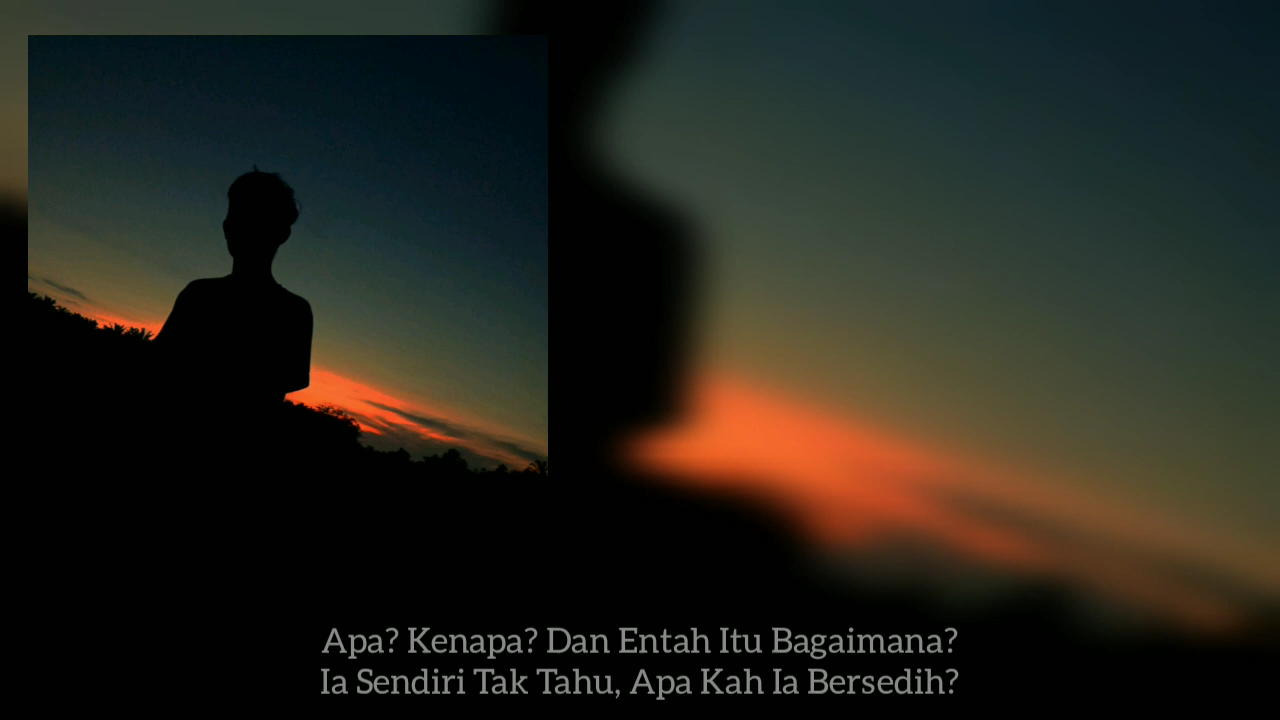 Apa? Kenapa? Dan Entah Itu Bagaimana?
Ia Sendiri Tak Tahu, Apa Kah Ia Bersedih?